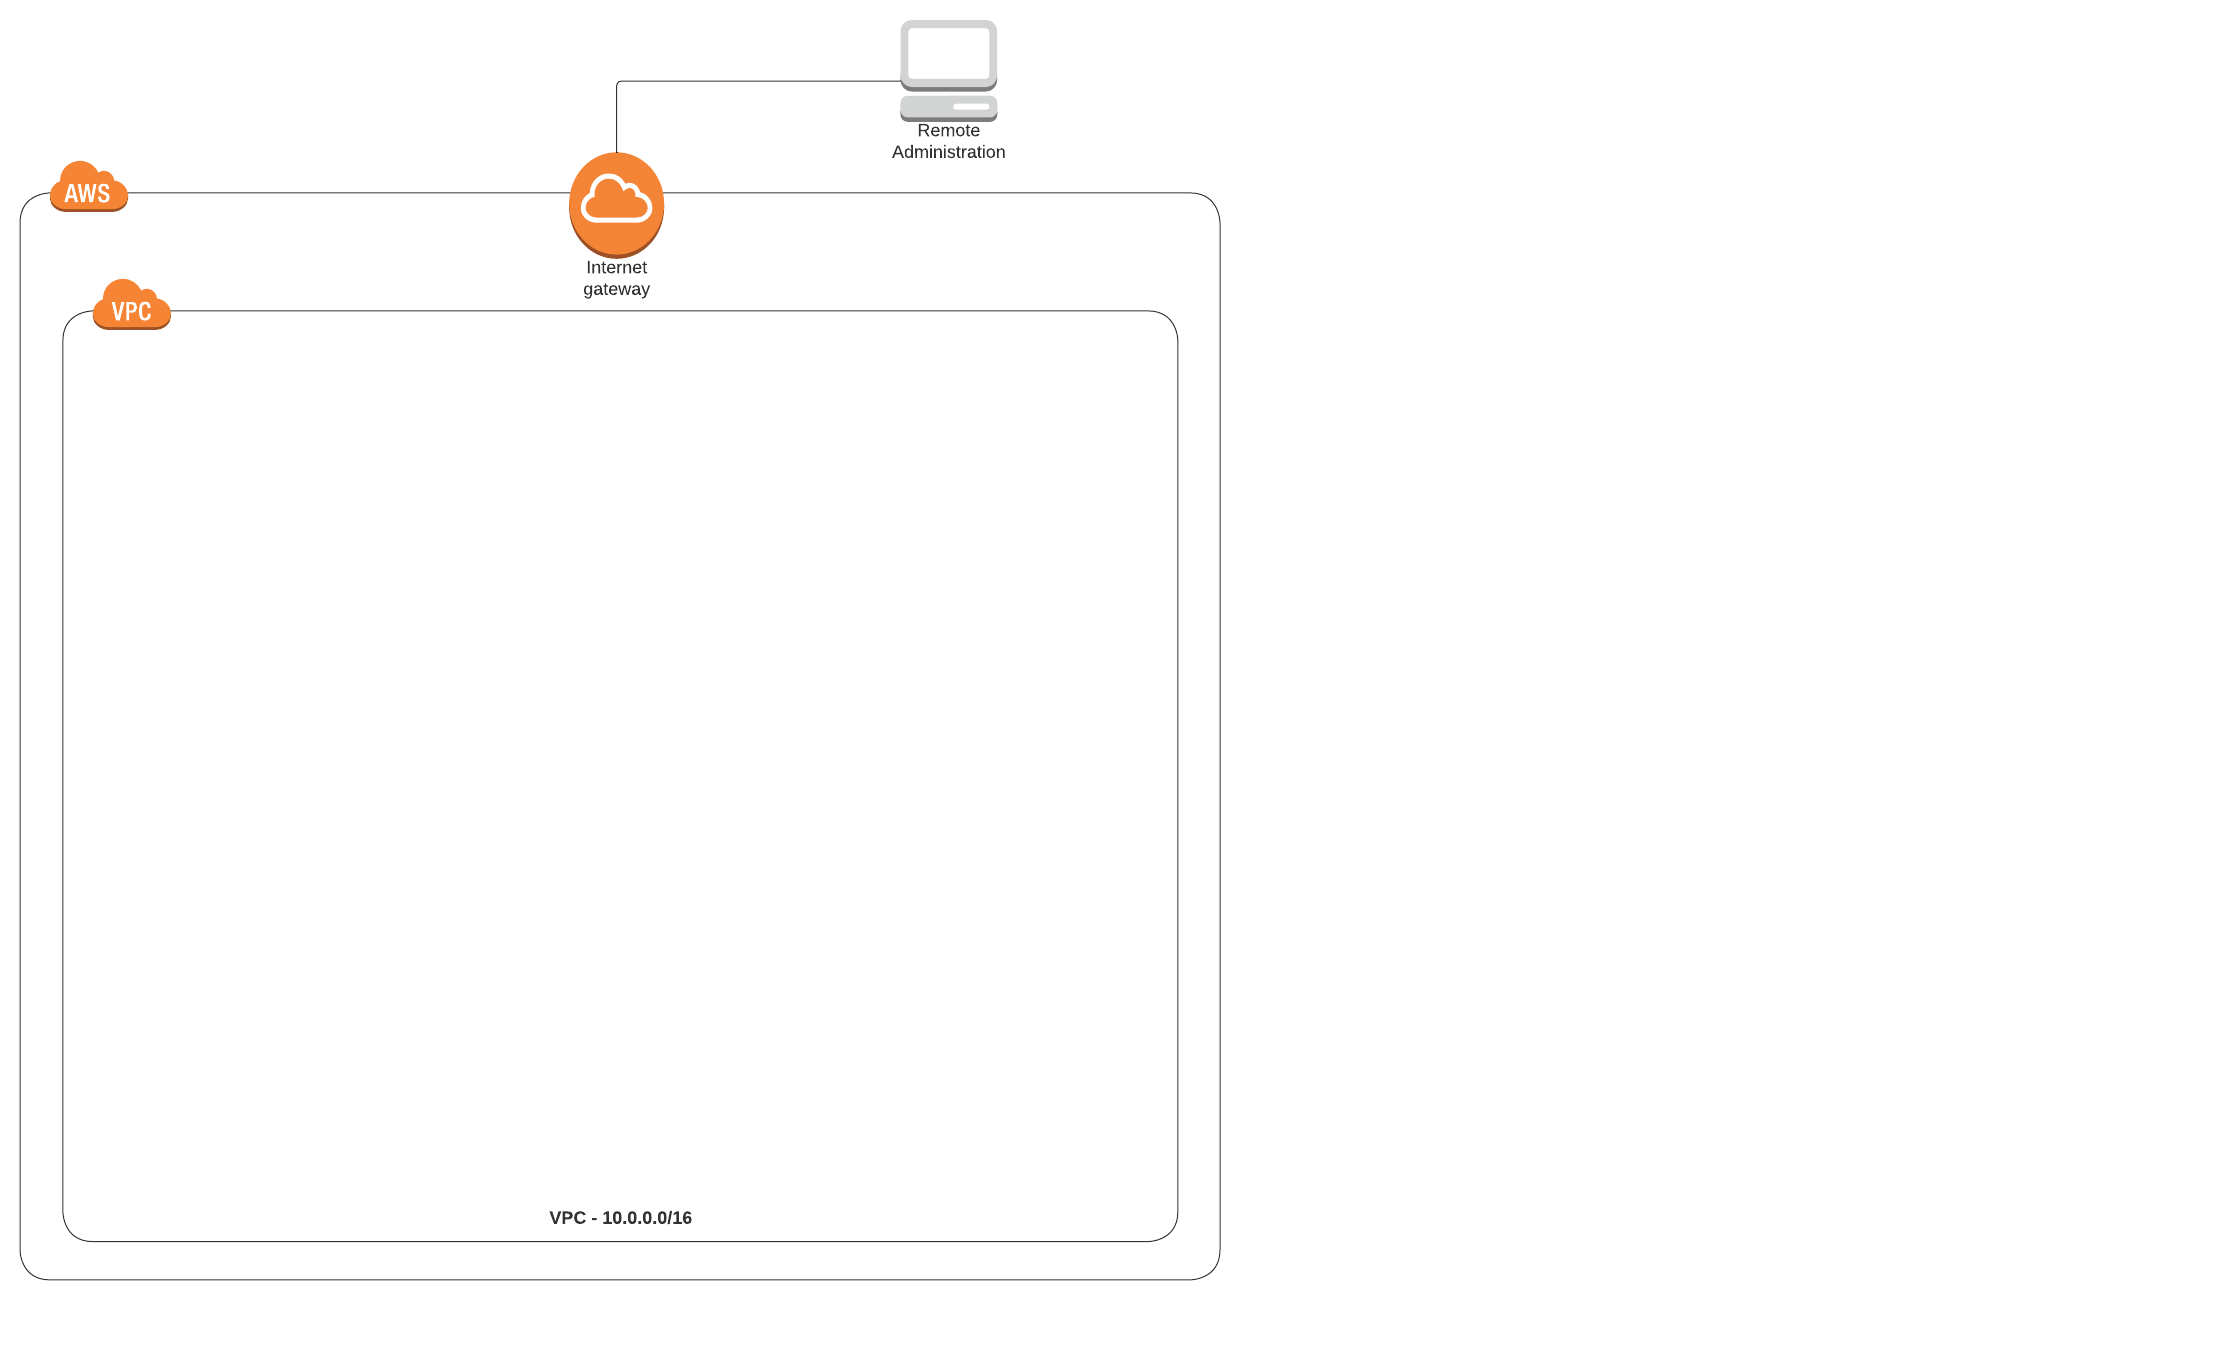 Remote
Administration
AWS
Internet
gateway
VPC
VPC - 10.0.0.0/16